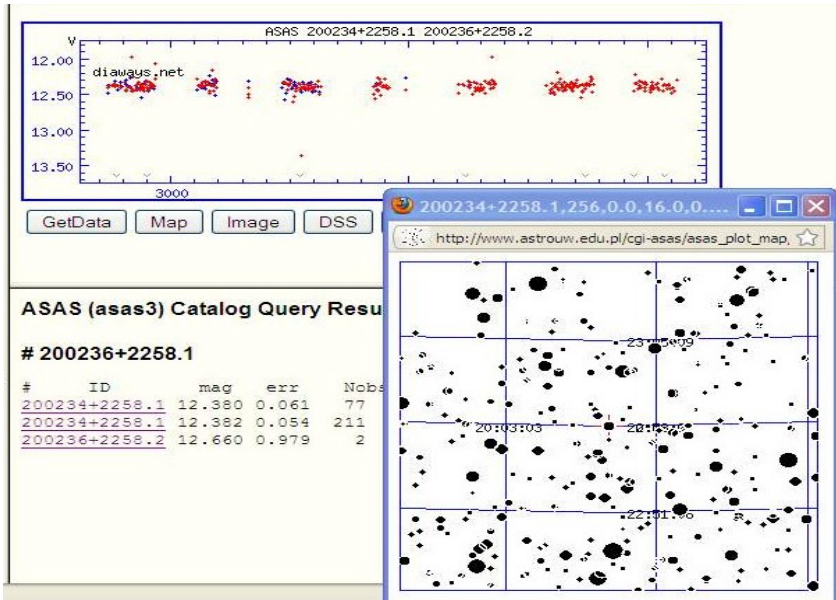 ASAS 200234+2258.1 200236+2258.2
V
12.00
diaways.net
12.50
13.00
13.50
3000
GetData Map Image DSS
200234+2258.1,256,0.0,16.0,0....
http://www.astrouw.edu.pl/cgi-asas/asas_plot_map,
ASAS (asas3) Catalog Query Resu
# 200236+2258.1
# ID mag err Nobs
200234+2258.1 12.380 0.061 77
200234+2258.1 12.382 0.054 211
200236+2258.2 12.660 0.979 2
20:03:03